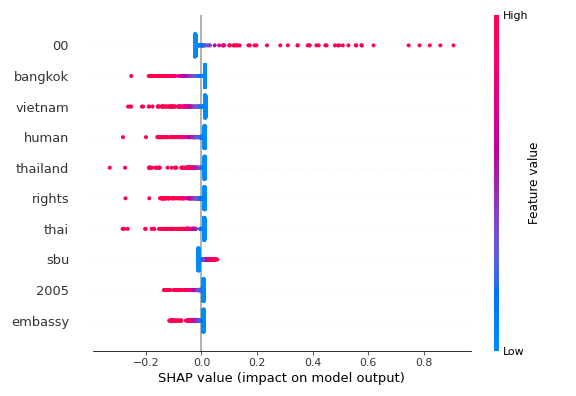 High
00
bangkok
vietnam
human
thailand
rights
thai
sbu
2005
embassy
Feature value
Low
−0.2 0.0 0.2 0.4 0.6 0.8
SHAP value (impact on model output)